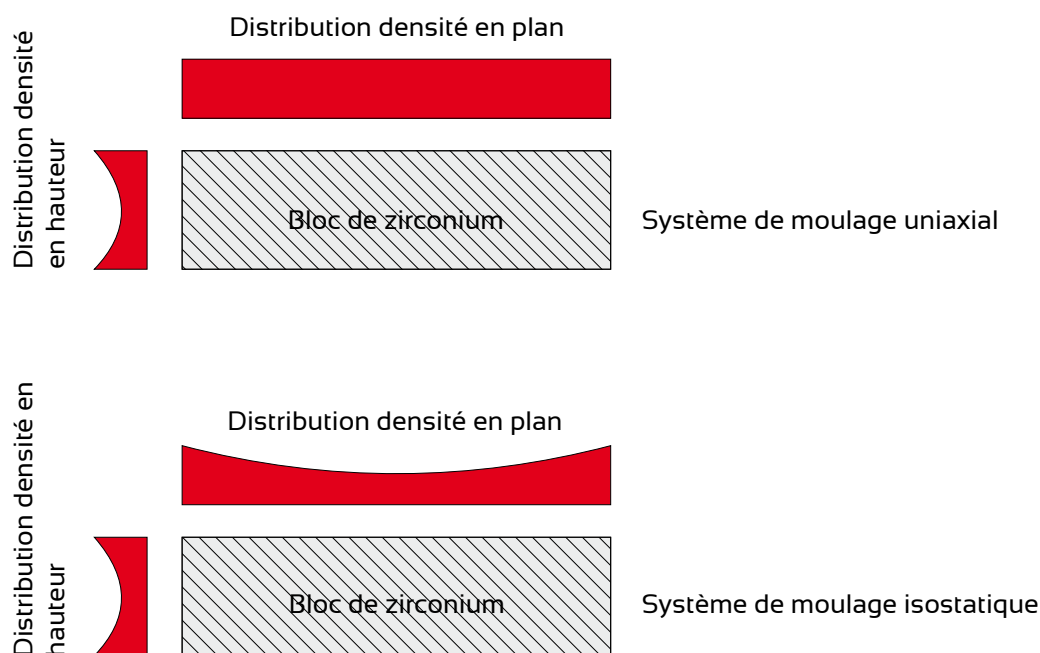 Distribution densité en plan
Distribution densité
en hauteur
Bloc de zirconium
Système de moulage uniaxial
Distribution densité en plan
Distribution densité en
hauteur
Bloc de zirconium
Système de moulage isostatique